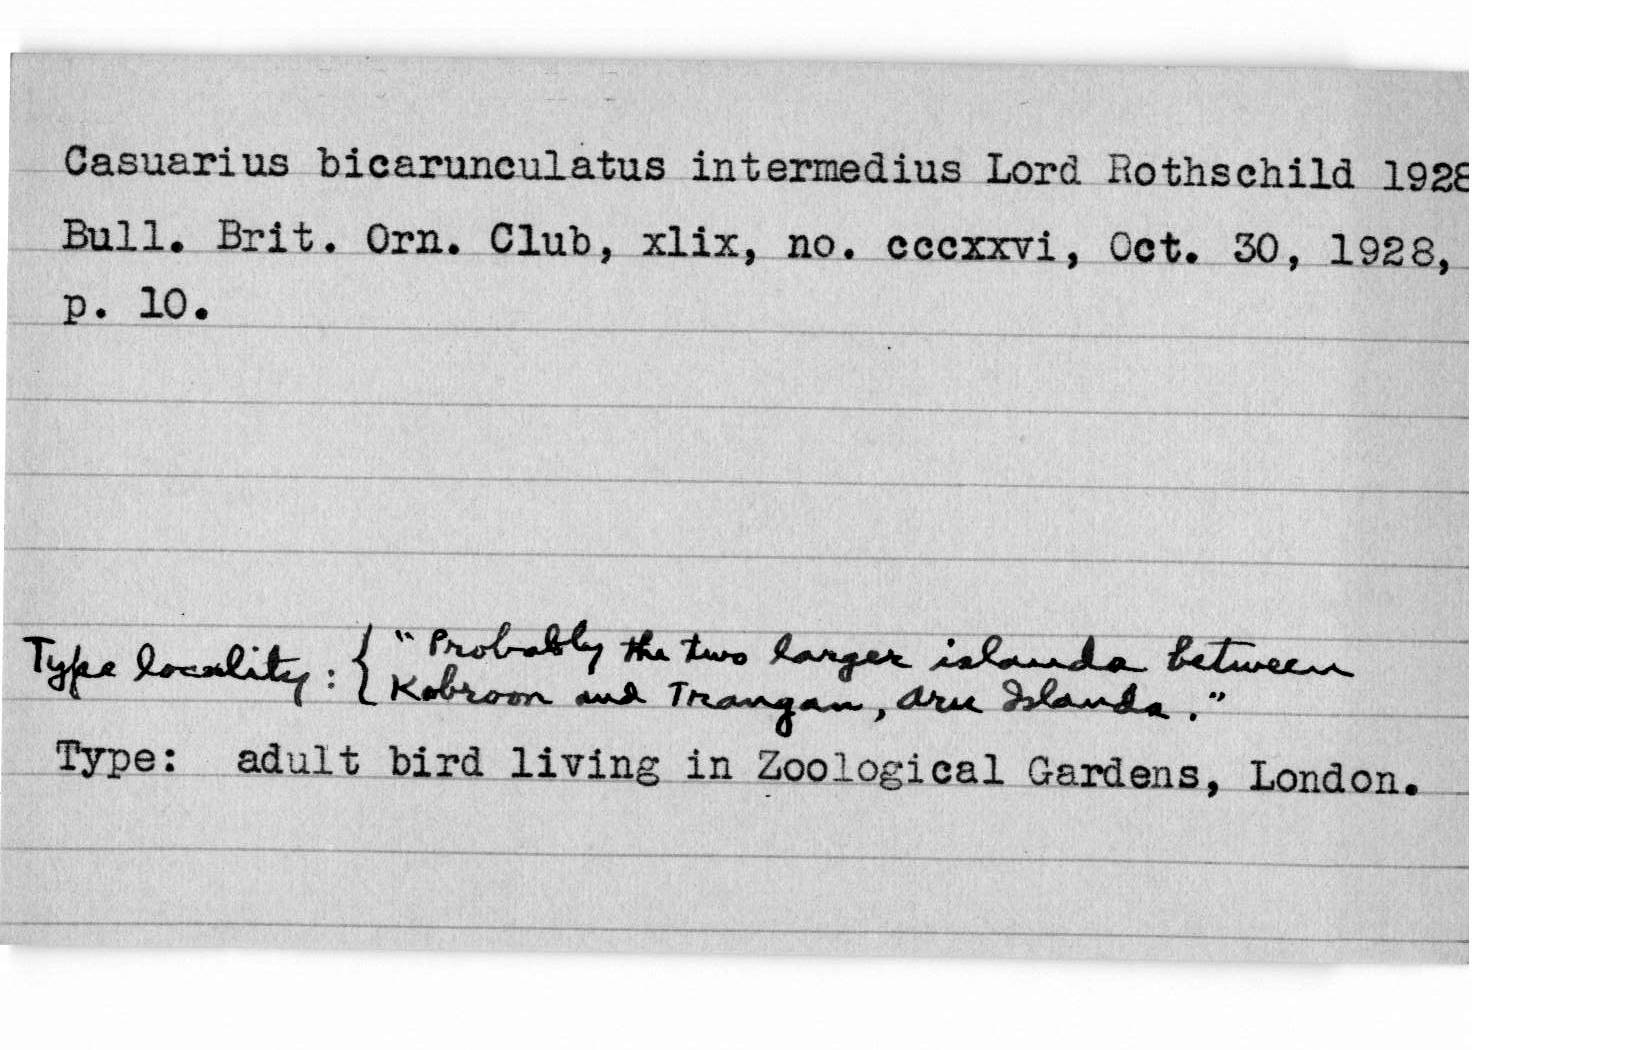 Casuarius bicarunculatus intermedius Lord Rothschild 1928
Bull. Brit. Orn. Club, xlix, no. cccxxvi, Oct. 30, 1928,
p. 10.
Type locality: { "Probably the two larger islands between
Kobroon and Trangan, Aru Islands."
Type: adult bird living in Zoological Gardens, London.